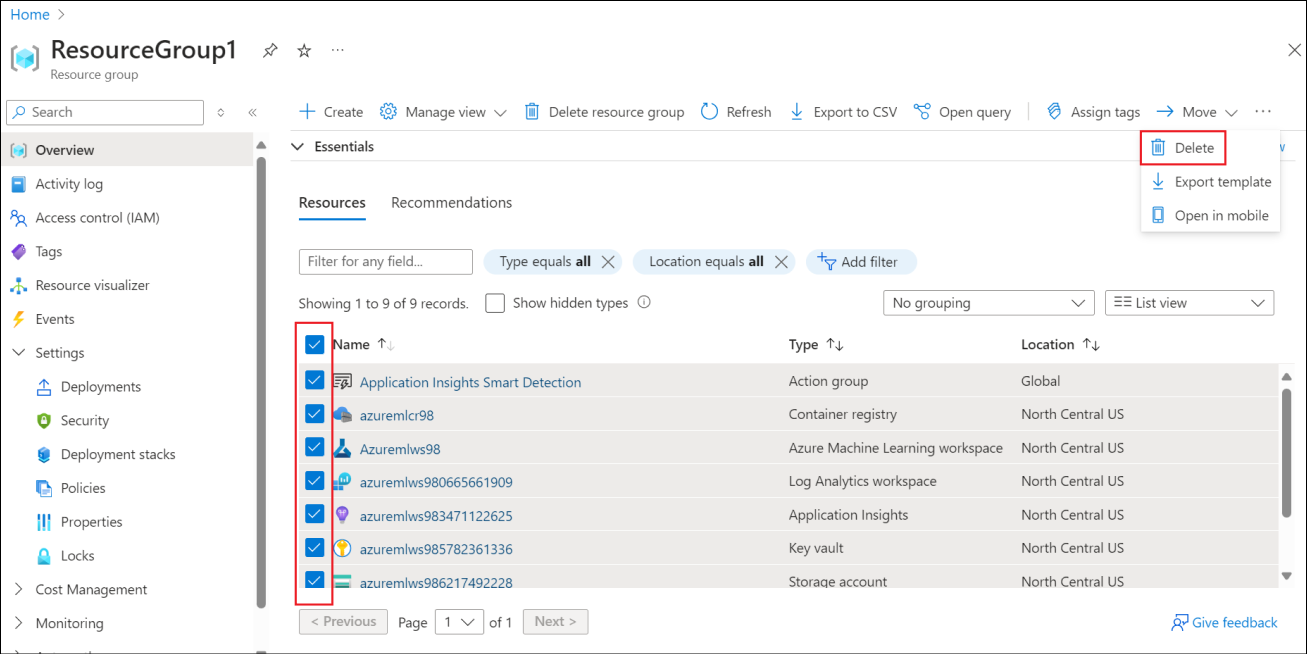 Home
ResourceGroup1
Resource group
Search
Create Manage view Delete resource group Refresh Export to CSV Open query Assign tags Move
Overview
Activity log
Access control (IAM)
Tags
Resource visualizer
Events
Settings
Deployments
Security
Deployment stacks
Policies
Properties
Locks
Cost Management
Monitoring
Essentials
Delete
Export template
Open in mobile
Resources Recommendations
Filter for any field... Type equals all Location equals all Add filter
Showing 1 to 9 of 9 records. Show hidden types No grouping List view
Name Type Location
Application Insights Smart Detection Action group Global
azuremlcr98 Container registry North Central US
Azuremlws98 Azure Machine Learning workspace North Central US
azuremlws980665661909 Log Analytics workspace North Central US
azuremlws983471122625 Application Insights North Central US
azuremlws985782361336 Key vault North Central US
azuremlws986217492228 Storage account North Central US
< Previous Page 1 of 1 Next > Give feedback